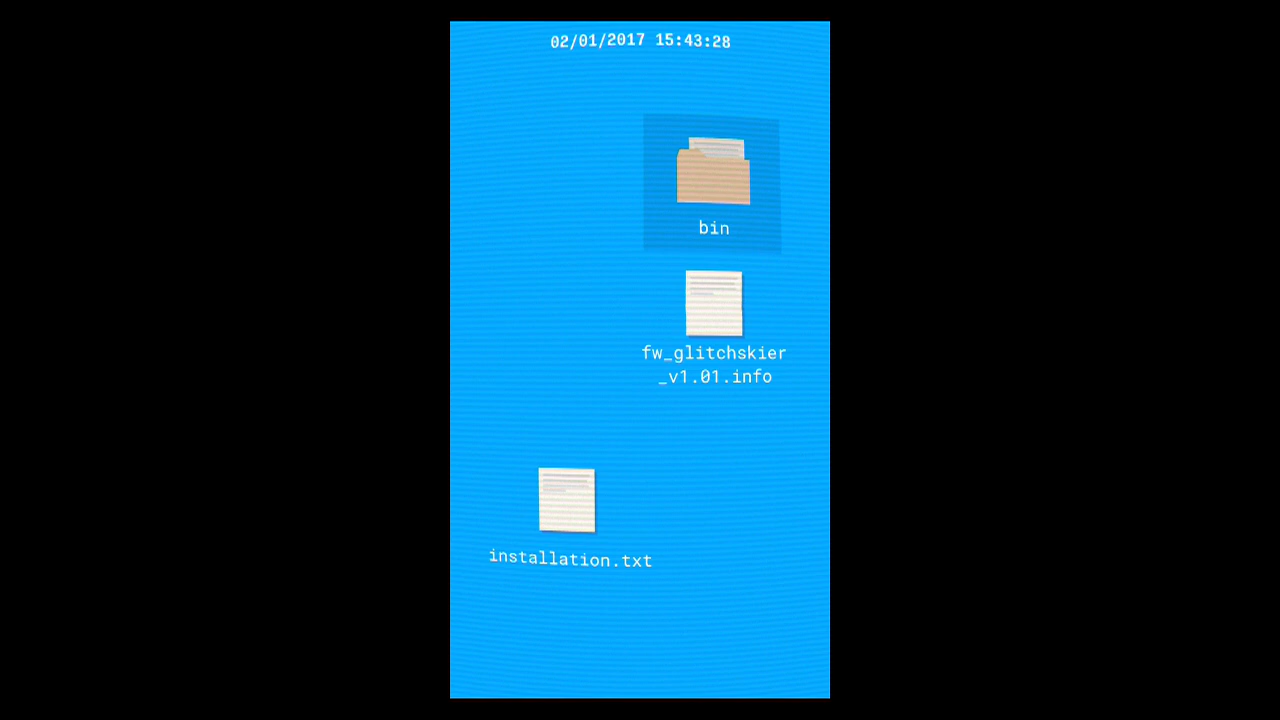 02/01/2017 15:43:28
bin
fw_glitchskier
_v1.01.info
installation.txt